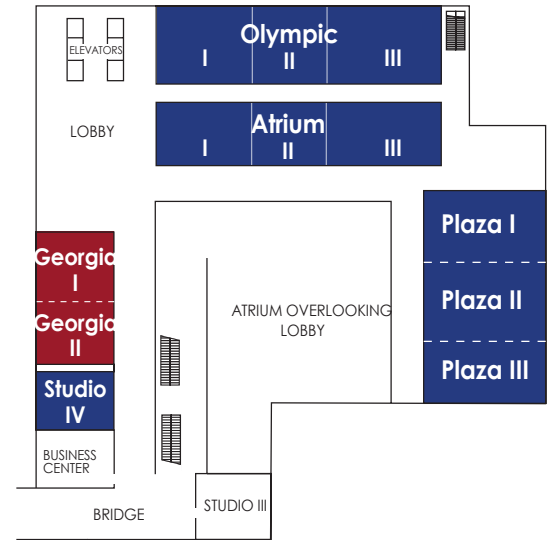 Olympic
I
II
III
ELEVATORS
LOBBY
Atrium
I
II
III
Plaza I
Plaza II
Plaza III
Georgia
I
Georgia
II
ATRIUM OVERLOOKING
LOBBY
Studio
IV
BUSINESS
CENTER
BRIDGE
STUDIO III